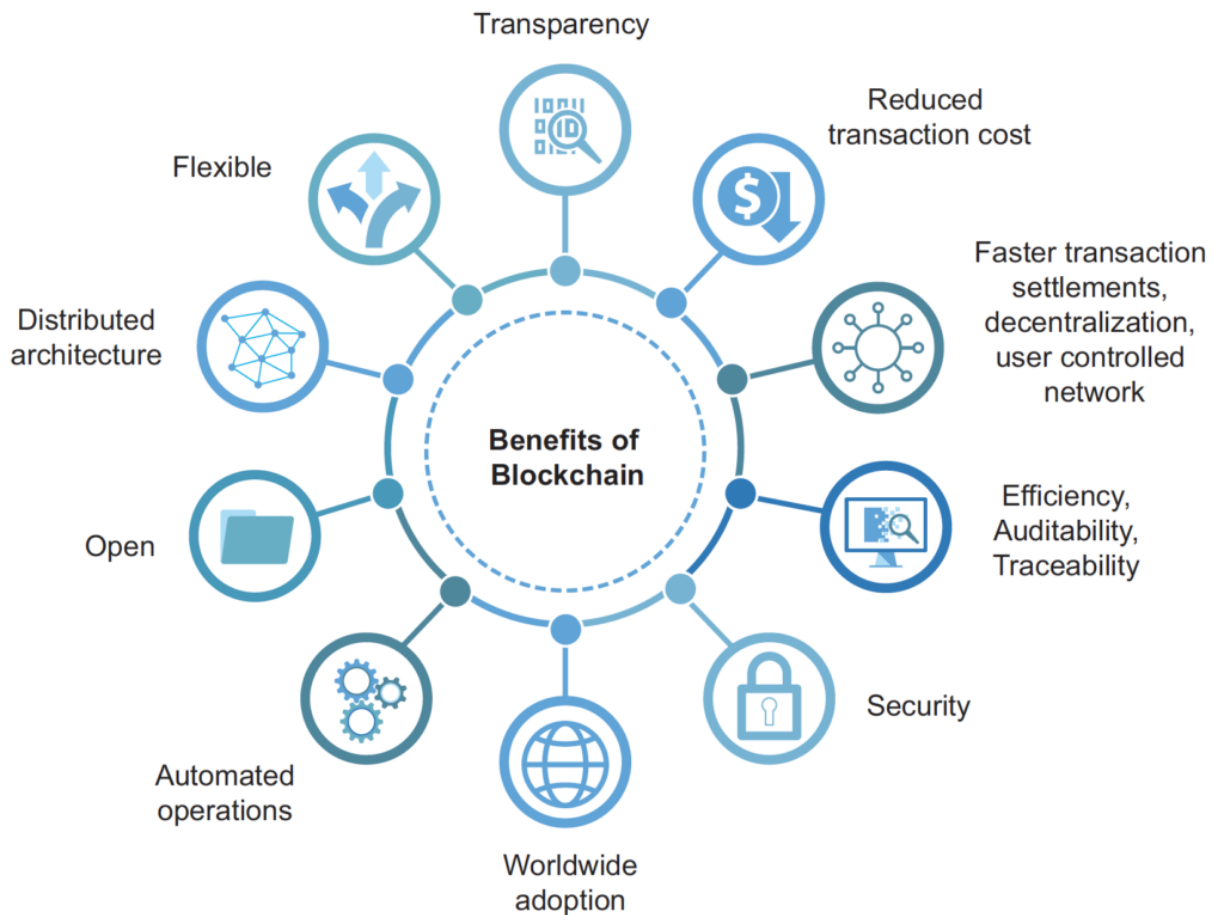 Transparency
Reduced
transaction cost
Faster transaction
settlements,
decentralization,
user controlled
network
Efficiency,
Auditability,
Traceability
Security
Worldwide
adoption
Automated
operations
Open
Distributed
architecture
Flexible
Benefits of
Blockchain